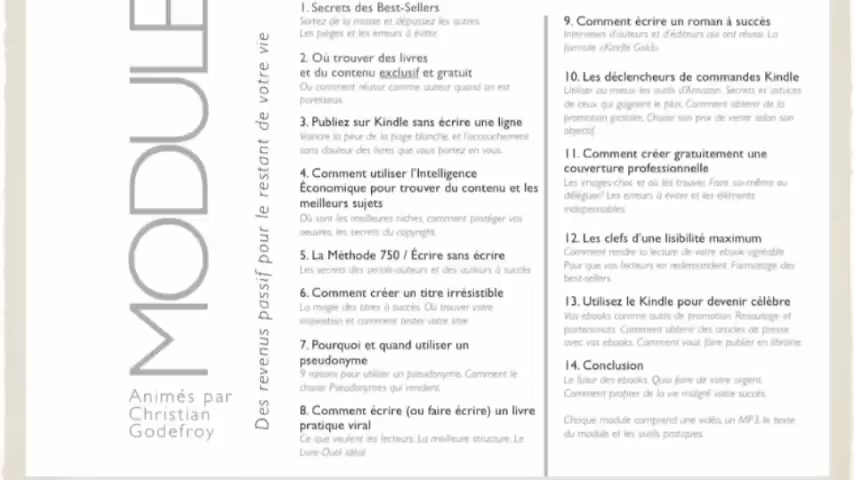 MODULE
Animés par
Christian
Godefroy
Des revenus passif pour le restant de votre vie
1. Secrets des Best-Sellers
Sortez de la masse et dépassez les autres.
Les pièges et les erreurs à éviter.
2. Où trouver des livres
et du contenu exclusif et gratuit
Ou comment réussir comme auteur quand on est
paresseux.
3. Publiez sur Kindle sans écrire une ligne
Vaincre la peur de la page blanche, et l'accouchement
sans douleur des livres que vous portez en vous.
4. Comment utiliser l'Intelligence
Économique pour trouver du contenu et les
meilleurs sujets
Où sont les meilleures niches, comment protéger vos
oeuvres, les secrets du copyright.
5. La Méthode 750 / Écrire sans écrire
Les secrets des serials-auteurs et des auteurs à succès
6. Comment créer un titre irrésistible
La magie des titres à succès. Où trouver votre
inspiration et comment tester votre titre
7. Pourquoi et quand utiliser un
pseudonyme
9 raisons pour utiliser un pseudonyme. Comment le
choisir Pseudonymes qui vendent.
8. Comment écrire (ou faire écrire) un livre
pratique viral
Ce que veulent les lecteurs. La meilleure structure. Le
Livre-Outil idéal
9. Comment écrire un roman à succès
Interviews d'auteurs et d'éditeurs qui ont réussi. La
formule «Kindle Gold».
10. Les déclencheurs de commandes Kindle
Utiliser au mieux les outils d'Amazon. Secrets et astuces
de ceux qui gagnent le plus. Comment obtenir de la
promotion gratuite. Choisir son prix de vente selon son
objectif.
11. Comment créer gratuitement une
couverture professionnelle
Les images-choc et où les trouver. Faire soi-même ou
déléguer? Les erreurs à éviter et les éléments
indispensables.
12. Les clefs d'une lisibilité maximum
Comment rendre la lecture de votre ebook agréable.
Pour que vos lecteurs en redemandent. Formatage des
best-sellers.
13. Utilisez le Kindle pour devenir célèbre
Vos ebooks comme outils de promotion. Réseautage et
partenariats. Comment obtenir des articles de presse
avec vos ebooks. Comment vous faire publier en librairie.
14. Conclusion
Le futur des ebooks. Quoi faire de votre argent.
Comment profiter de la vie malgré votre succès.
Chaque module comprend une vidéo, un MP3, le texte
du module et les outils pratiques.